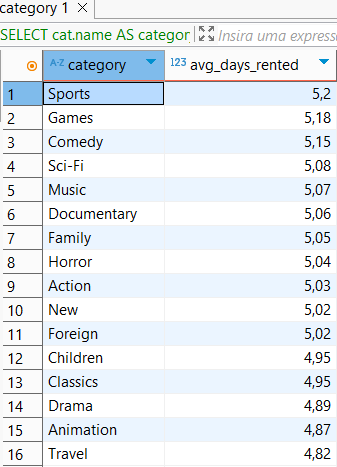 category 1 ×
SELECT cat.name AS categor Insira uma express
A-Z category 123 avg_days_rented
1 Sports 5,2
2 Games 5,18
3 Comedy 5,15
4 Sci-Fi 5,08
5 Music 5,07
6 Documentary 5,06
7 Family 5,05
8 Horror 5,04
9 Action 5,03
10 New 5,02
11 Foreign 5,02
12 Children 4,95
13 Classics 4,95
14 Drama 4,89
15 Animation 4,87
16 Travel 4,82